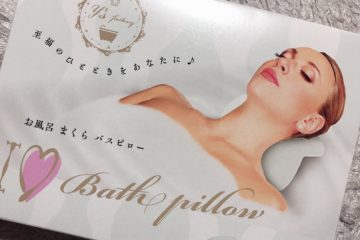 Y's factory
至福のひとときをあなたに♪
お風呂まくら バスピロー
I ♥ Bath pillow